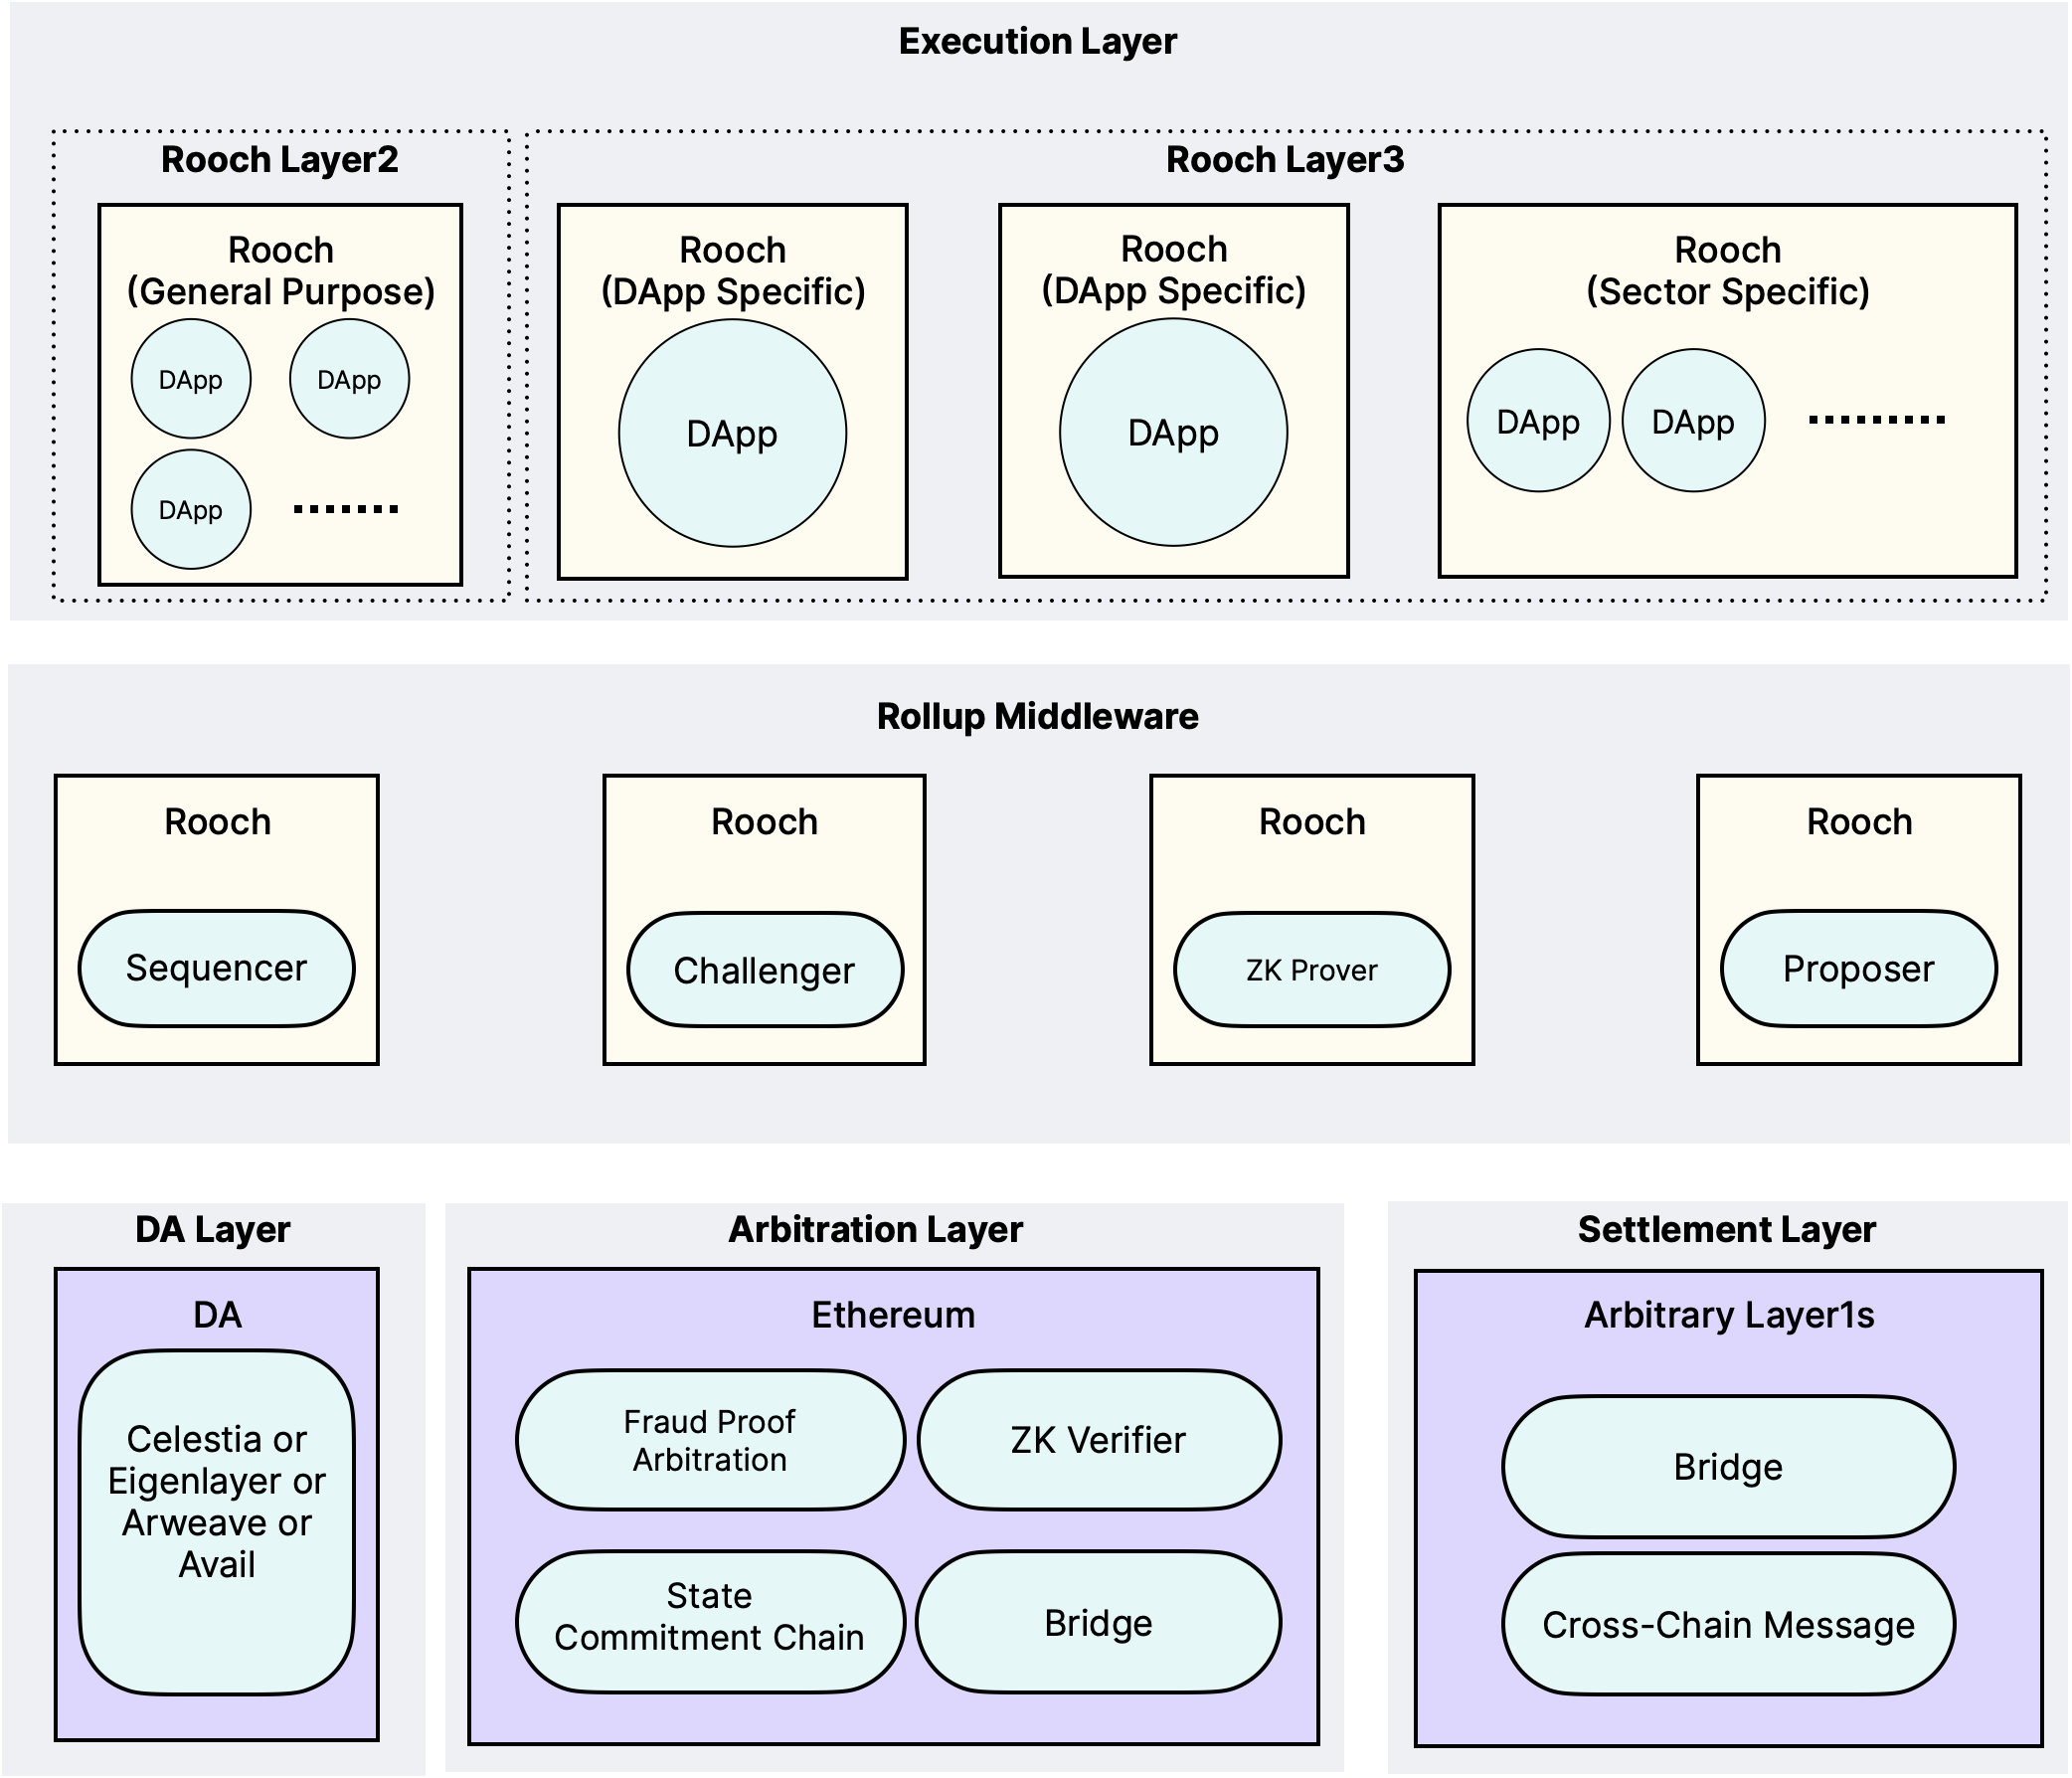 Execution Layer
Rooch Layer2
Rooch
(General Purpose)
DApp
DApp
DApp
Rooch Layer3
Rooch
(DApp Specific)
DApp
Rooch
(DApp Specific)
DApp
Rooch
(Sector Specific)
DApp
DApp
Rollup Middleware
Rooch
Sequencer
Rooch
Challenger
Rooch
ZK Prover
Rooch
Proposer
DA Layer
DA
Celestia or
Eigenlayer or
Arweave or
Avail
Arbitration Layer
Ethereum
Fraud Proof
Arbitration
ZK Verifier
State
Commitment Chain
Bridge
Settlement Layer
Arbitrary Layer1s
Bridge
Cross-Chain Message